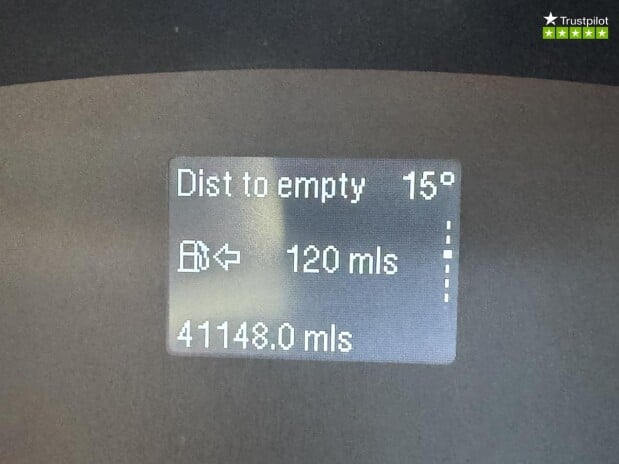 Trustpilot
Dist to empty 15°
120 mls
41148.0 mls